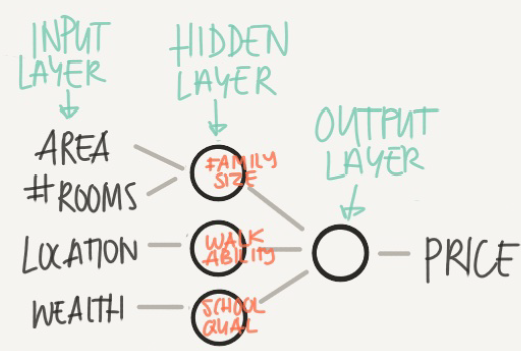 INPUT
LAYER
HIDDEN
LAYER
OUTPUT
LAYER
AREA
#ROOMS
LOCATION
WEALTH
FAMILY
SIZE
WALK
ABILITY
SCHOOL
QUAL
PRICE